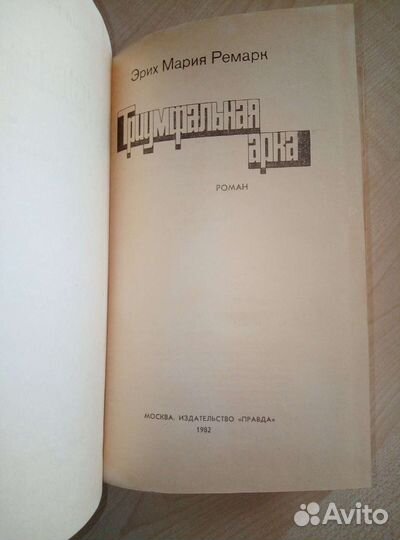 Эрих Мария Ремарк
Триумфальная
арка
РОМАН
МОСКВА. ИЗДАТЕЛЬСТВО «ПРАВДА»
1982
Avito